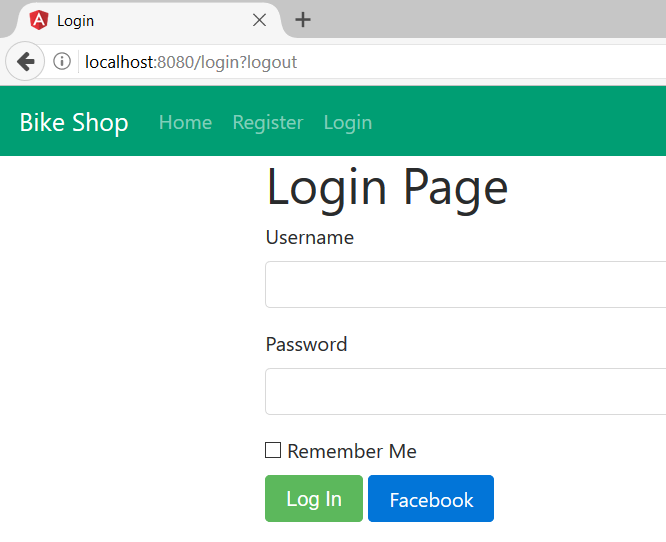 Login
localhost:8080/login?logout
Bike Shop Home Register Login
Login Page
Username
Password
Remember Me
Log In Facebook